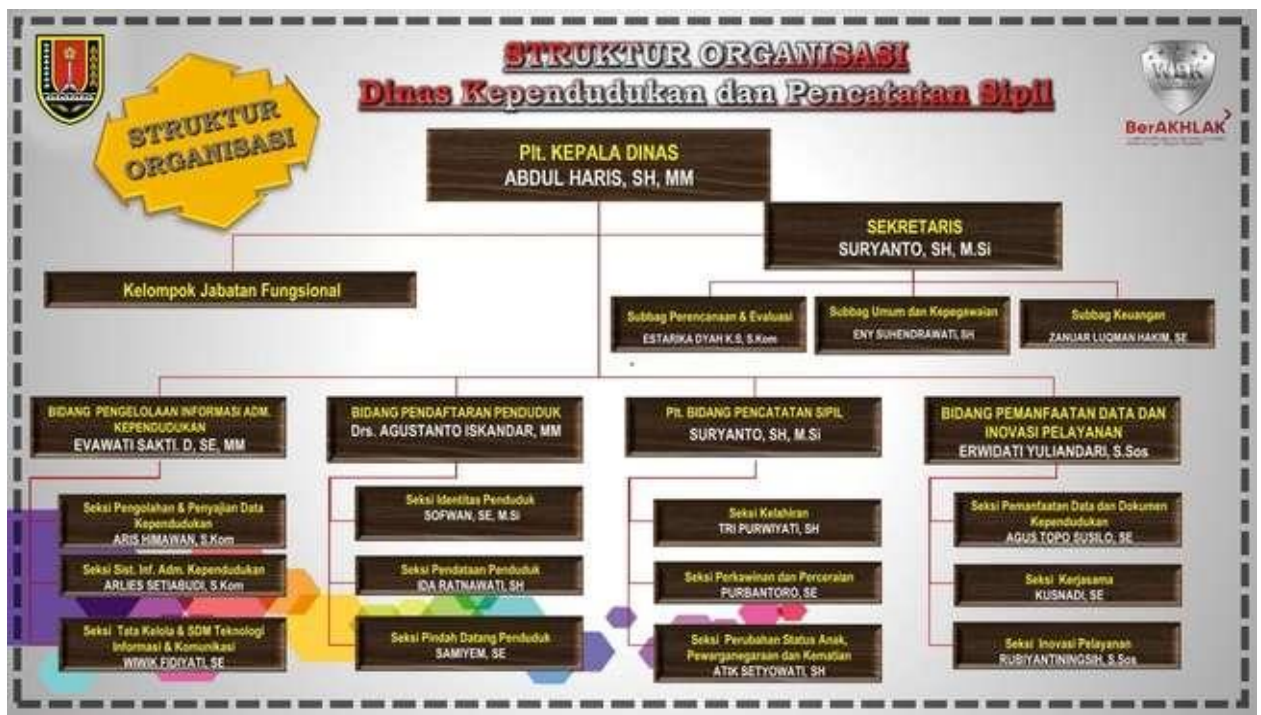 STRUKTUR ORGANISASI
Dinas Kependudukan dan Pencatatan Sipil
STRUKTUR
ORGANISASI
WBK
BerAKHLAK
Plt. KEPALA DINAS
ABDUL HARIS, SH, MM
SEKRETARIS
SURYANTO, SH, M.Si
Kelompok Jabatan Fungsional
Subbag Perencanaan & Evaluasi
ESTARIKA DYAH K.S, S.Kom
Subbag Umum dan Kepegawaian
ENY SUHENDRAWATI, SH
Subbag Keuangan
ZANUAR LUQMAN HAKIM, SE
BIDANG PENGELOLAAN INFORMASI ADM.
KEPENDUDUKAN
EVAWATI SAKTI. D, SE, MM
BIDANG PENDAFTARAN PENDUDUK
Drs. AGUSTANTO ISKANDAR, MM
Plt. BIDANG PENCATATAN SIPIL
SURYANTO, SH, M.Si
BIDANG PEMANFAATAN DATA DAN
INOVASI PELAYANAN
ERWIDATI YULIANDARI, S.Sos
Seksi Pengolahan & Penyajian Data
Kependudukan
ARIS HIMAWAN, S.Kom
Seksi Sist. Inf. Adm. Kependudukan
ARLIES SETIABUDI, S.Kom
Seksi Tata Kelola & SDM Teknologi
Informasi & Komunikasi
WIWIK FIDIYATI, SE
Seksi Identitas Penduduk
SOFWAN, SE, M.Si
Seksi Pendataan Penduduk
IDA RATNAWATI, SH
Seksi Pindah Datang Penduduk
SAMIYEM, SE
Seksi Kelahiran
TRI PURWIYATI, SH
Seksi Perkawinan dan Perceraian
PURBANTORO, SE
Seksi Perubahan Status Anak,
Pewarganegaraan dan Kematian
ATIK SETYOWATI, SH
Seksi Pemanfaatan Data dan Dokumen
Kependudukan
AGUS TOPO SUSILO, SE
Seksi Kerjasama
KUSNADI, SE
Seksi Inovasi Pelayanan
RUBIYANTININGSIH, S.Sos